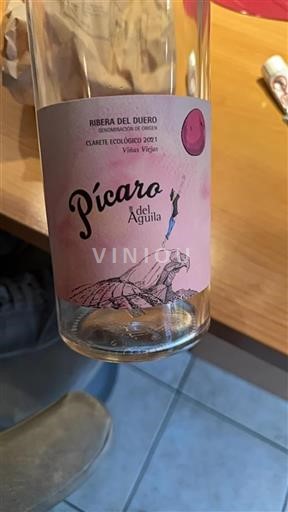 RIBERA DEL DUERO
DENOMINACIÓN DE ORIGEN
CLARETE ECOLÓGICO 2021
Viñas Viejas
Pícaro
del
Águila
VINIOU